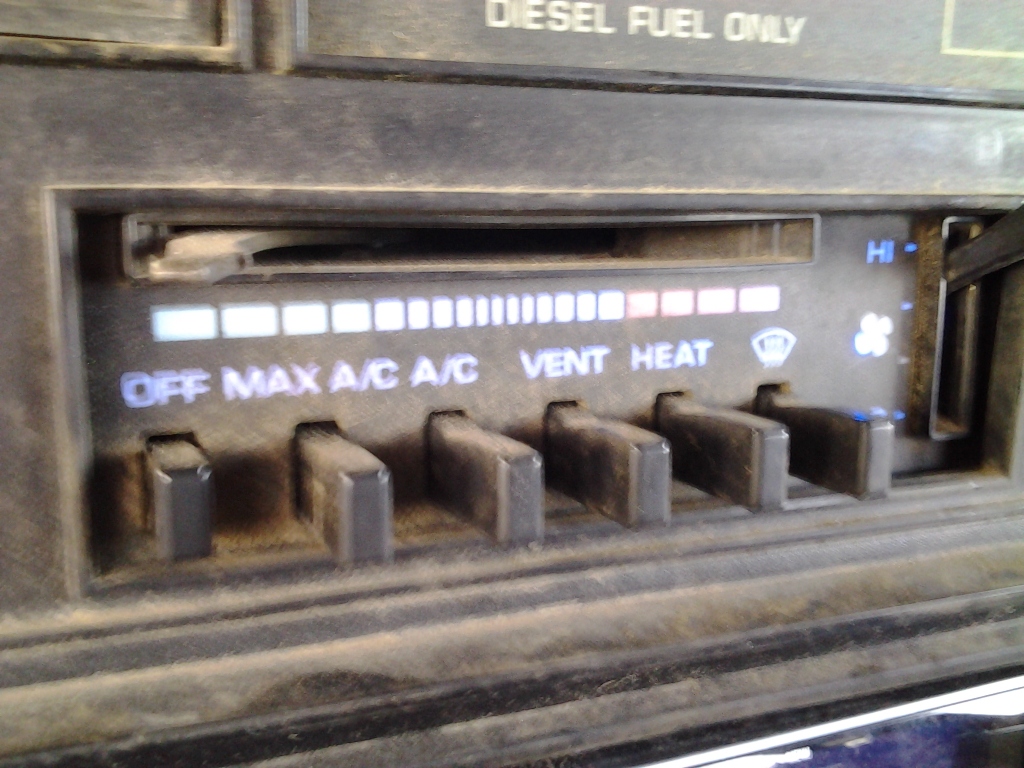 DIESEL FUEL ONLY
HI
OFF MAX A/C A/C VENT HEAT